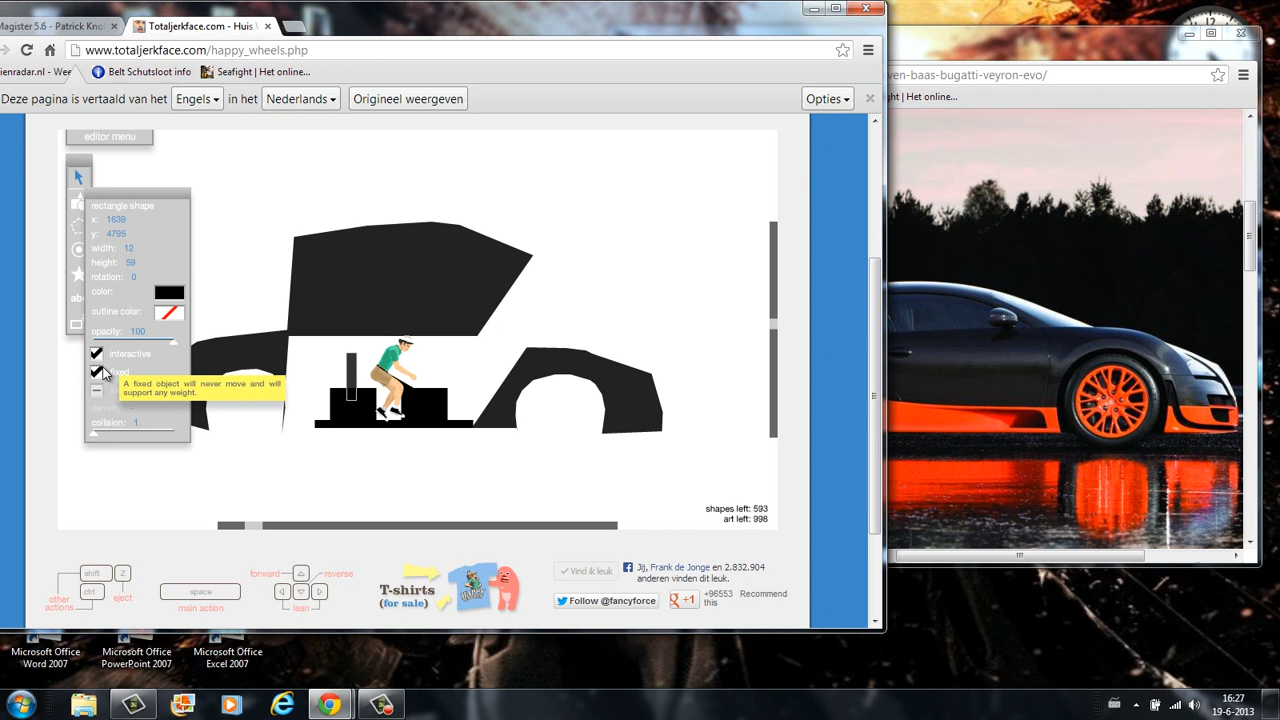 Magister 5.6 - Patrick Knol
Totaljerkface.com - Huis
www.totaljerkface.com/happy_wheels.php
ven-baas-bugatti-veyron-evo/
ienradar.nl - Wee
Belt Schutsloot info
Seafight | Het online...
ght | Het online...
Deze pagina is vertaald van het
Engels
in het
Nederlands
Origineel weergeven
Opties
editor menu
rectangle shape
x: 1639
y: 4795
width: 12
height: 59
rotation: 0
color:
outline color:
opacity: 100
interactive
fixed
A fixed object will never move and will
support any weight.
density: -
collision: 1
shapes left: 593
art left: 998
shift
Z
ctrl
eject
other
actions
space
main action
forward
reverse
lean
T-shirts
(for sale)
Vind ik leuk
Jij, Frank de Jonge en 2.832.904
anderen vinden dit leuk.
Follow @fancyforce
+1
+96553 Recommend
this
Microsoft Office
Word 2007
Microsoft Office
PowerPoint 2007
Microsoft Office
Excel 2007
16:27
19-6-2013